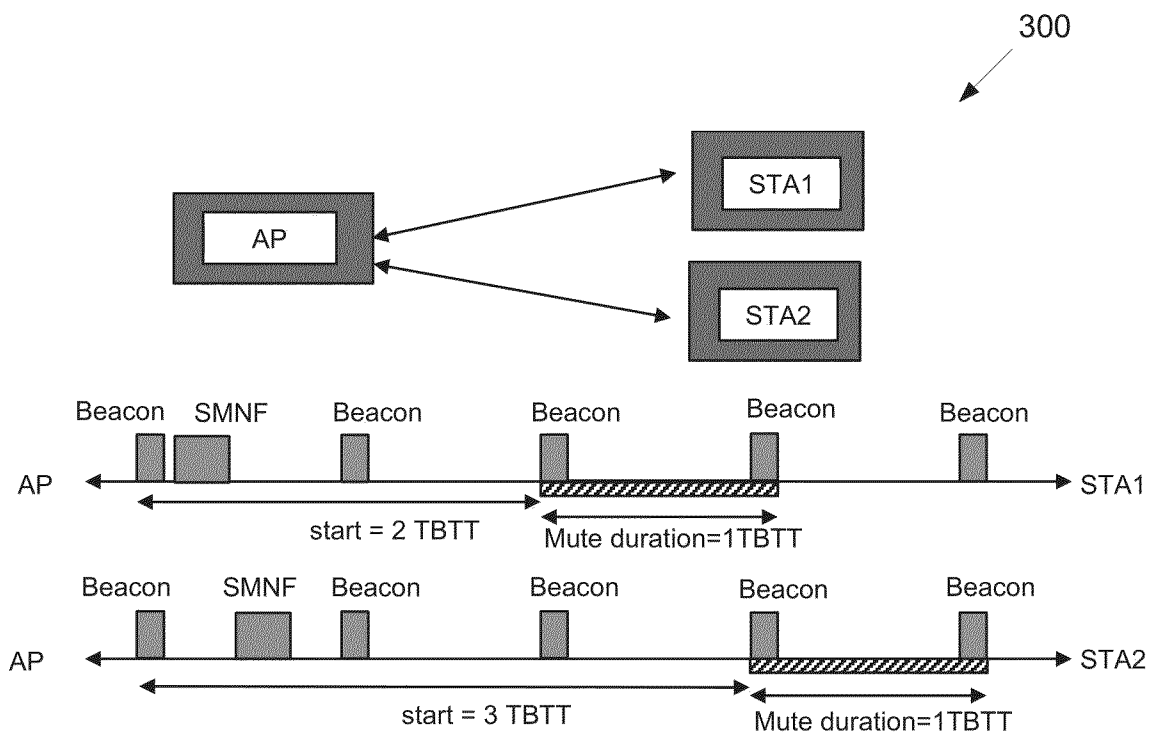 300
STA1
AP
STA2
Beacon SMNF Beacon Beacon Beacon Beacon
AP STA1
start = 2 TBTT Mute duration=1TBTT
Beacon SMNF Beacon Beacon Beacon Beacon
AP STA2
start = 3 TBTT Mute duration=1TBTT